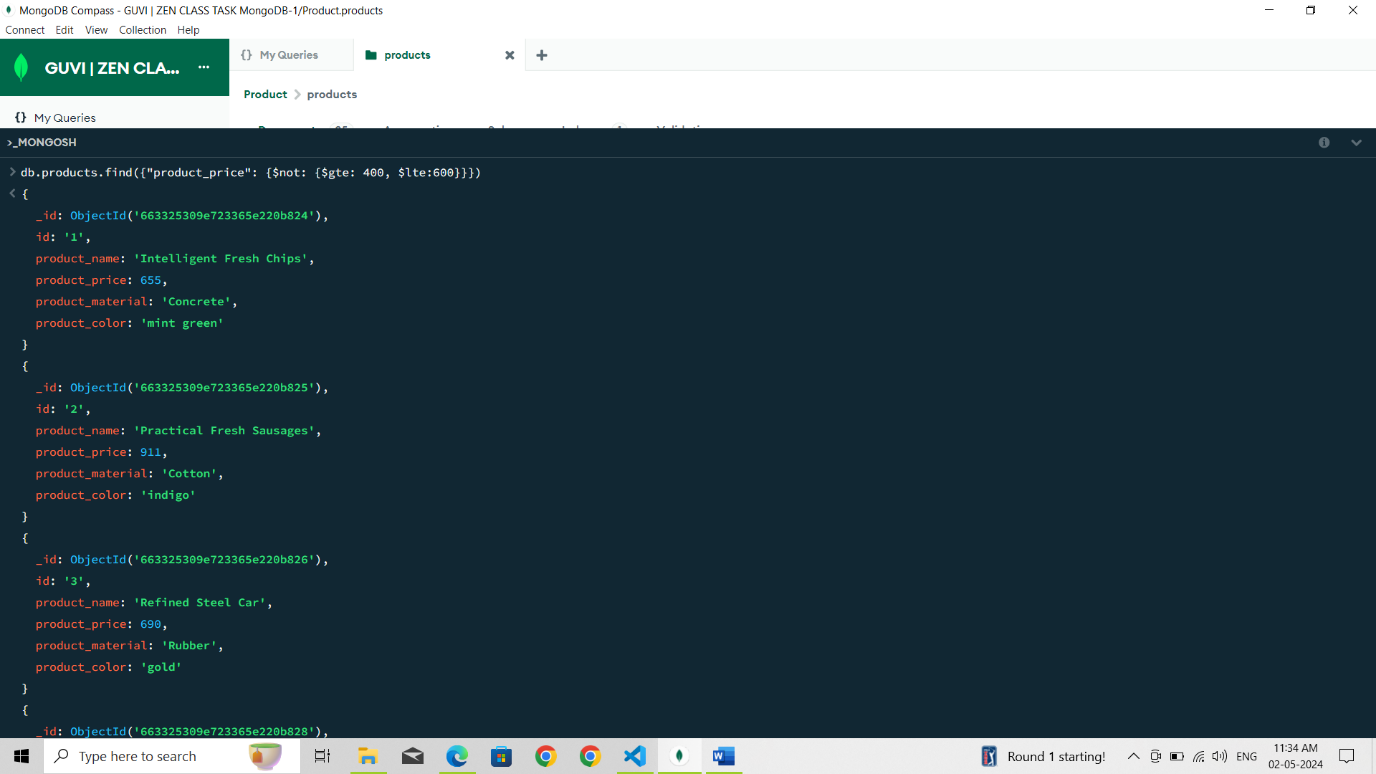 MongoDB Compass - GUVI | ZEN CLASS TASK MongoDB-1/Product.products
Connect Edit View Collection Help
GUVI | ZEN CLA... ...
{} My Queries
products
Product > products
{} My Queries
>_MONGOSH
> db.products.find({"product_price": {$not: {$gte: 400, $lte:600}}})
< {
_id: ObjectId('663325309e723365e220b824'),
id: '1',
product_name: 'Intelligent Fresh Chips',
product_price: 655,
product_material: 'Concrete',
product_color: 'mint green'
}
{
_id: ObjectId('663325309e723365e220b825'),
id: '2',
product_name: 'Practical Fresh Sausages',
product_price: 911,
product_material: 'Cotton',
product_color: 'indigo'
}
{
_id: ObjectId('663325309e723365e220b826'),
id: '3',
product_name: 'Refined Steel Car',
product_price: 690,
product_material: 'Rubber',
product_color: 'gold'
}
{
_id: ObjectId('663325309e723365e220b828'),
Type here to search
Round 1 starting!
ENG
11:34 AM
02-05-2024